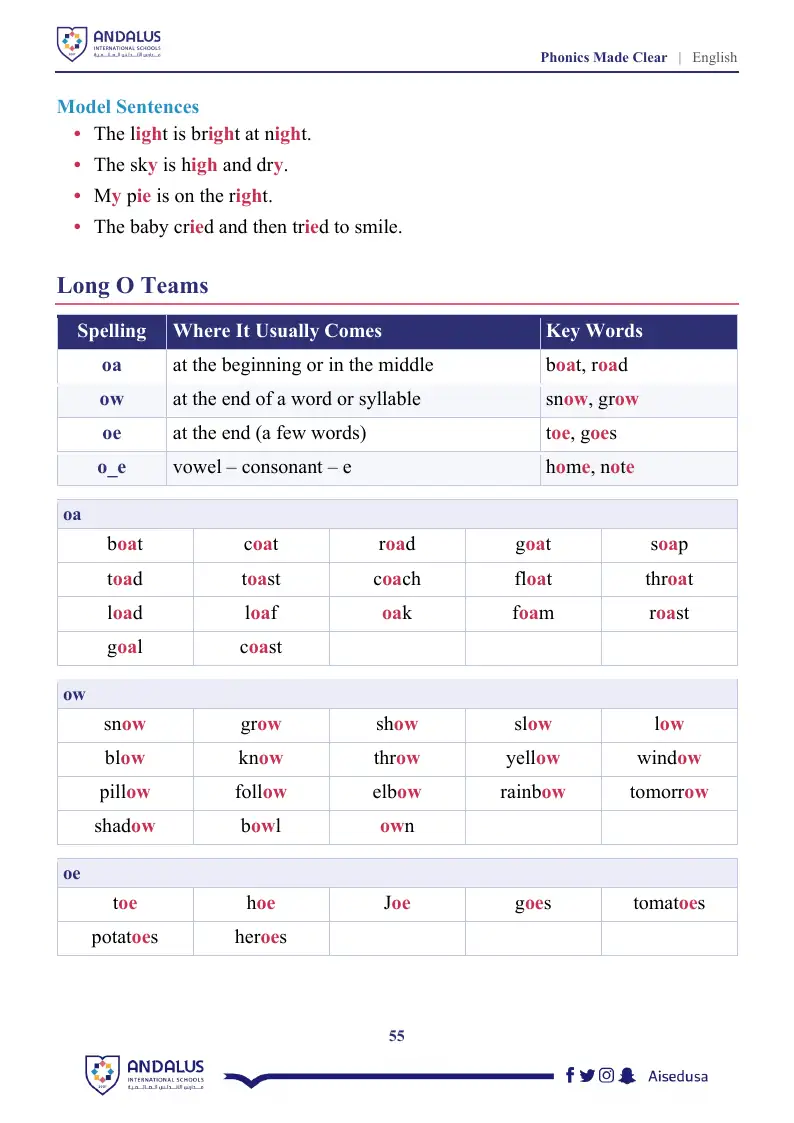 ANDALUS
INTERNATIONAL SCHOOLS
مدارس الأندلس العالمية
Phonics Made Clear | English
Model Sentences
• The light is bright at night.
• The sky is high and dry.
• My pie is on the right.
• The baby cried and then tried to smile.
Long O Teams
Spelling Where It Usually Comes Key Words
oa at the beginning or in the middle boat, road
ow at the end of a word or syllable snow, grow
oe at the end (a few words) toe, goes
o_e vowel – consonant – e home, note
oa
boat coat road goat soap
toad toast coach float throat
load loaf oak foam roast
goal coast
ow
snow grow show slow low
blow know throw yellow window
pillow follow elbow rainbow tomorrow
shadow bowl own
oe
toe hoe Joe goes tomatoes
potatoes heroes
55
ANDALUS
INTERNATIONAL SCHOOLS
مدارس الأندلس العالمية
Aisedusa